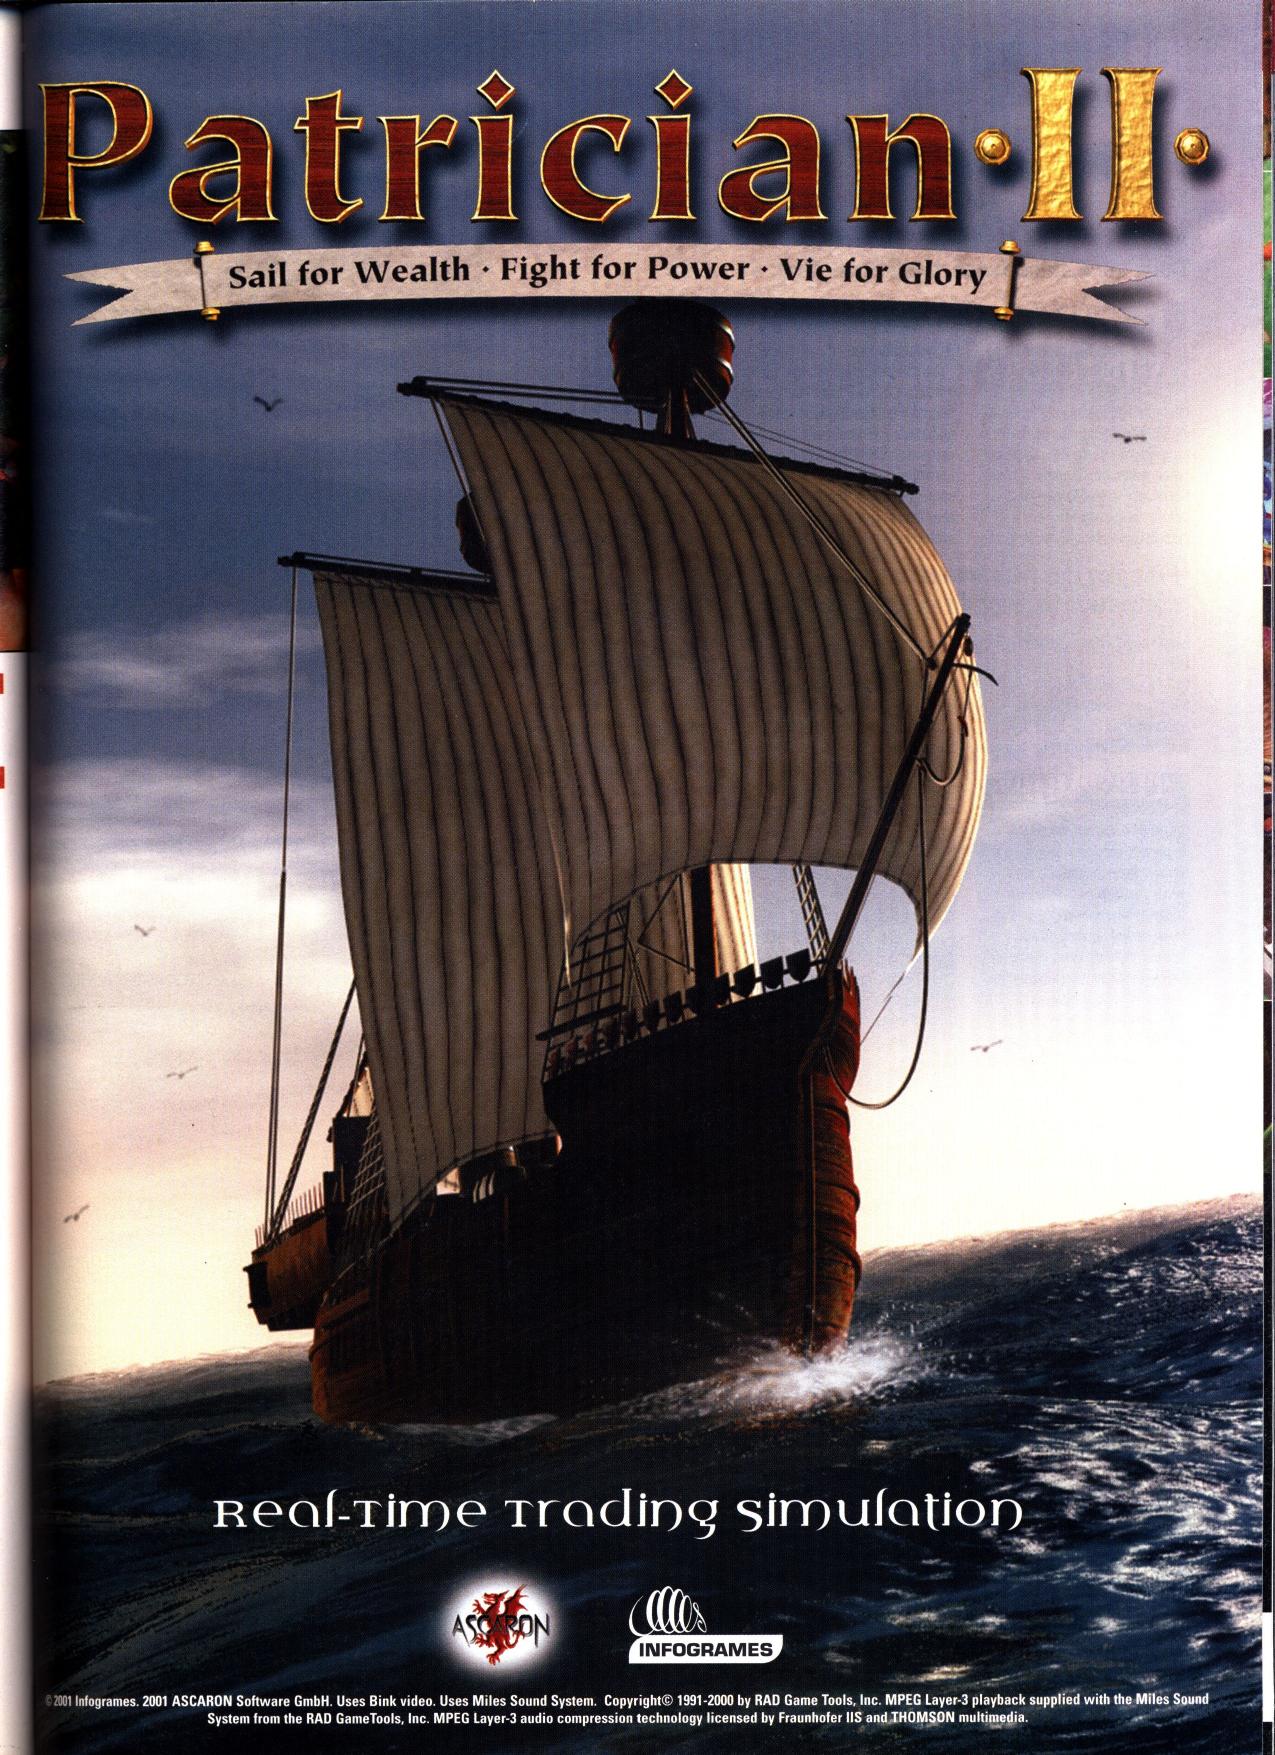 Patrician·II·
Sail for Wealth · Fight for Power · Vie for Glory
Real-Time Trading Simulation
ASCARON
INFOGRAMES
©2001 Infogrames. 2001 ASCARON Software GmbH. Uses Bink video. Uses Miles Sound System. Copyright© 1991-2000 by RAD Game Tools, Inc. MPEG Layer-3 playback supplied with the Miles Sound
System from the RAD GameTools, Inc. MPEG Layer-3 audio compression technology licensed by Fraunhofer IIS and THOMSON multimedia.